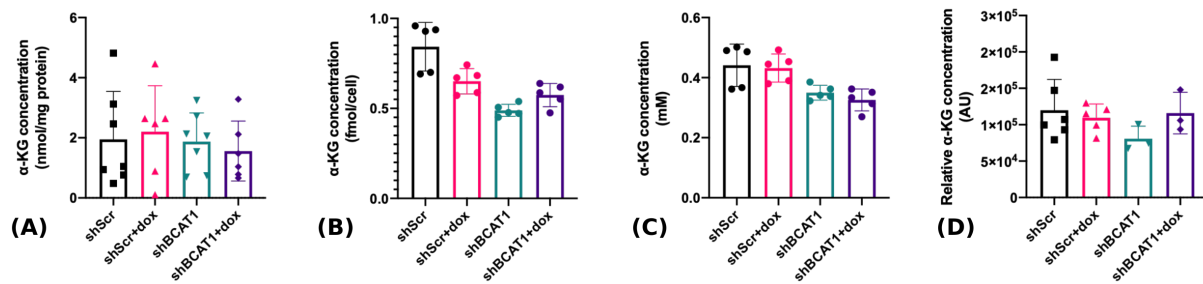 α-KG concentration
(nmol/mg protein)
6
4
2
0
shScr
shScr+dox
shBCAT1
shBCAT1+dox
(A)
α-KG concentration
(fmol/cell)
1.0
0.5
0.0
shScr
shScr+dox
shBCAT1
shBCAT1+dox
(B)
α-KG concentration
(mM)
0.6
0.4
0.2
0.0
shScr
shScr+dox
shBCAT1
shBCAT1+dox
(C)
Relative α-KG concentration
(AU)
3×10⁵
2×10⁵
2×10⁵
1×10⁵
5×10⁴
0
shScr
shScr+dox
shBCAT1
shBCAT1+dox
(D)